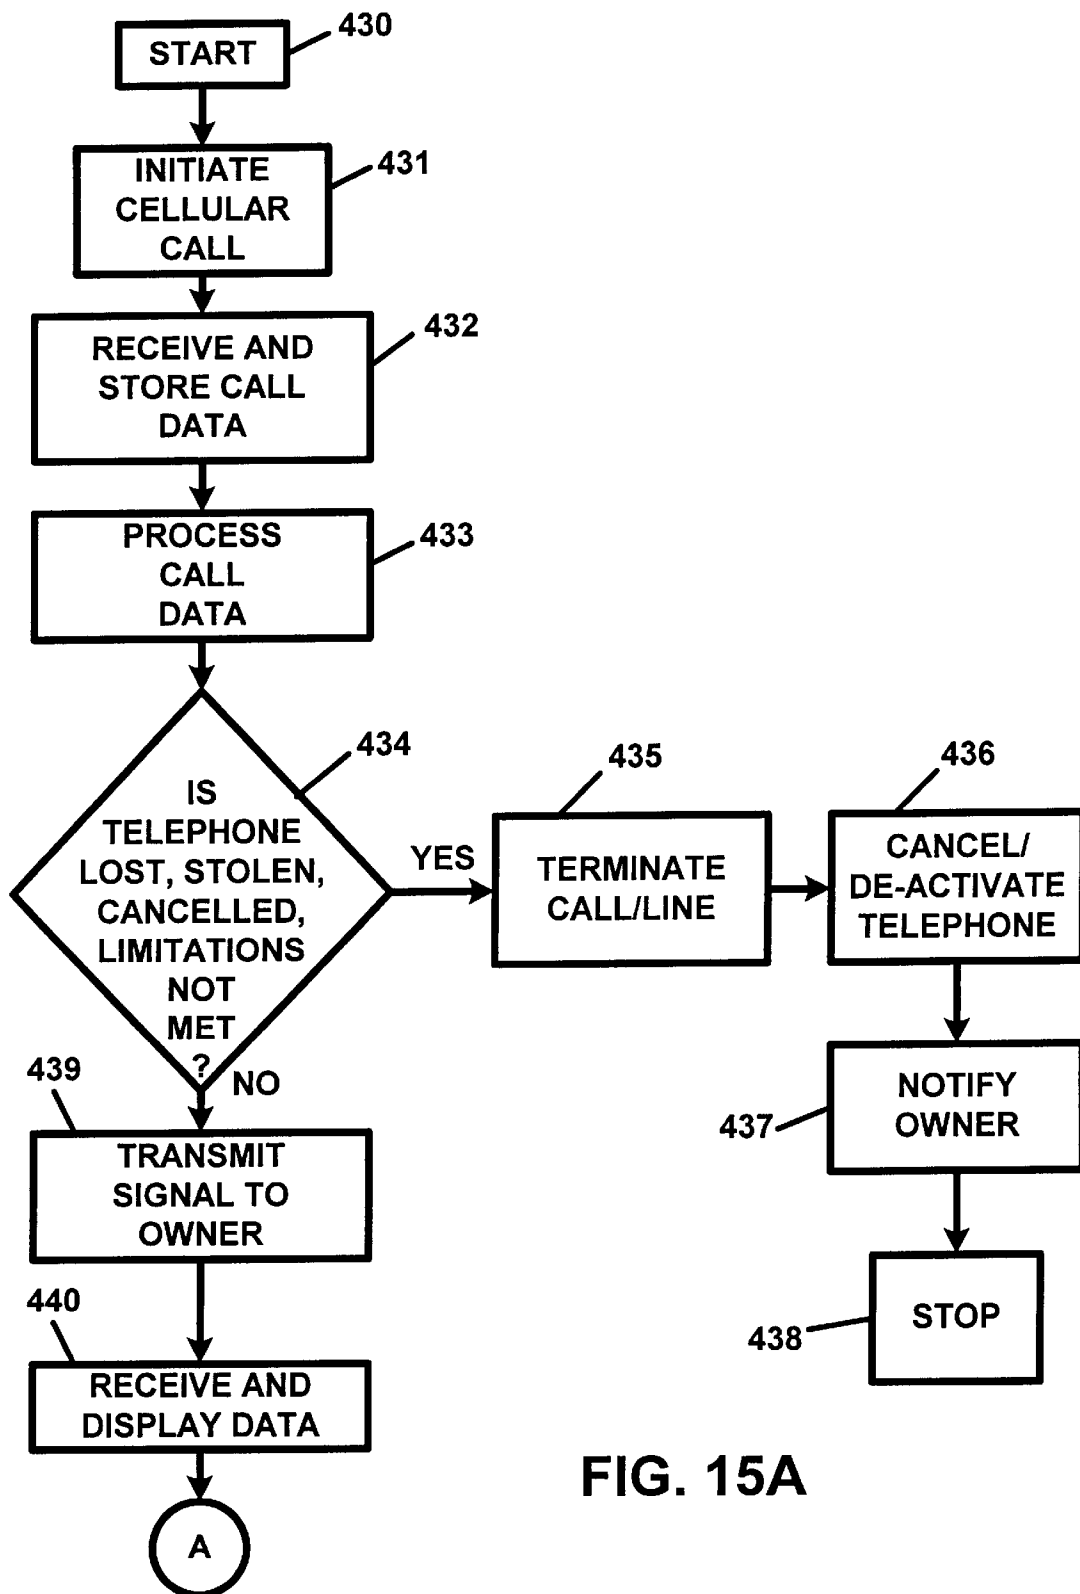 START
430
INITIATE
CELLULAR
CALL
431
RECEIVE AND
STORE CALL
DATA
432
PROCESS
CALL
DATA
433
IS
TELEPHONE
LOST, STOLEN,
CANCELLED,
LIMITATIONS
NOT
MET
?
434
YES
TERMINATE
CALL/LINE
435
CANCEL/
DE-ACTIVATE
TELEPHONE
436
NOTIFY
OWNER
437
STOP
438
NO
439
TRANSMIT
SIGNAL TO
OWNER
440
RECEIVE AND
DISPLAY DATA
A
FIG. 15A